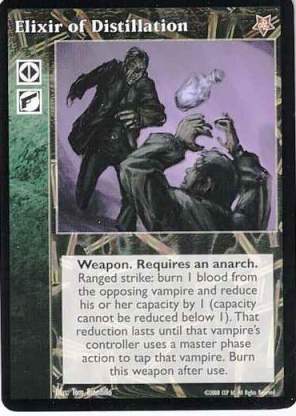 Elixir of Distillation
Weapon. Requires an anarch.
Ranged strike: burn 1 blood from
the opposing vampire and reduce
his or her capacity by 1 (capacity
cannot be reduced below 1). That
reduction lasts until that vampire's
controller uses a master phase
action to tap that vampire. Burn
this weapon after use.